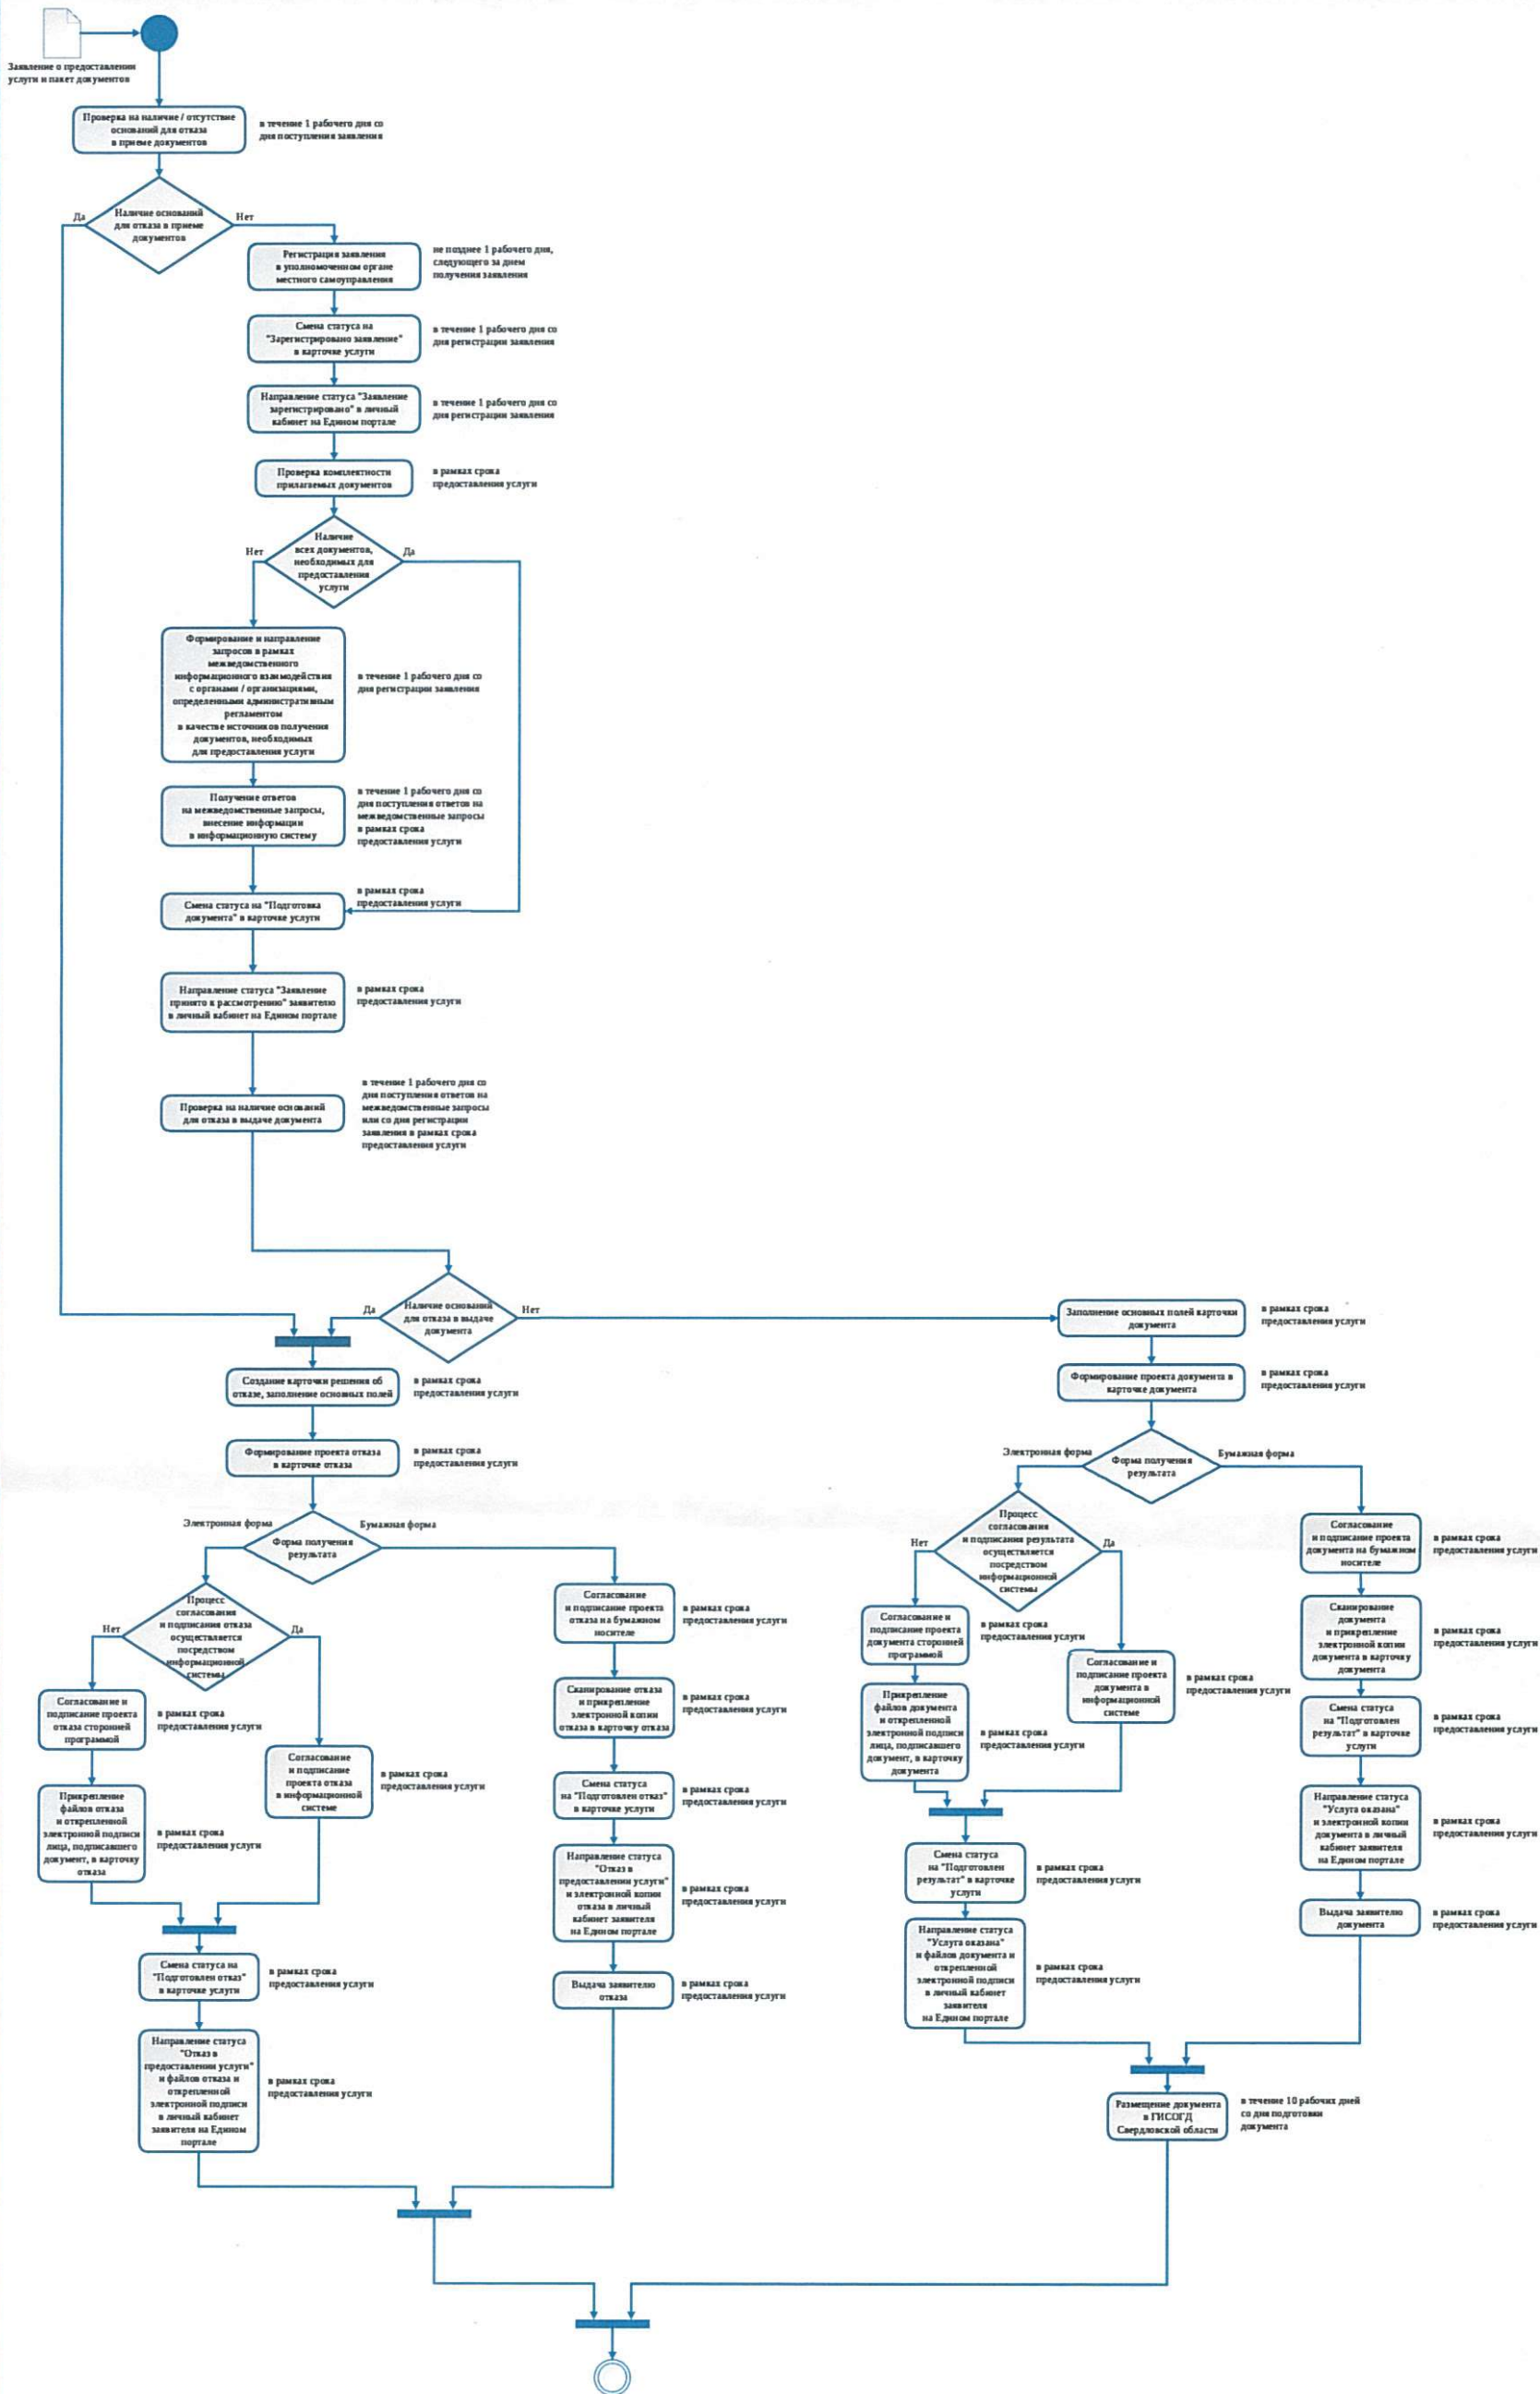 Заявление о предоставлении
услуги и пакет документов
Проверка на наличие / отсутствие
оснований для отказа
в приеме документов
в течение 1 рабочего дня со
дня поступления заявления
Да
Наличие оснований
для отказа в приеме
документов
Нет
Регистрация заявления
в уполномоченном органе
местного самоуправления
не позднее 1 рабочего дня,
следующего за днем
получения заявления
Смена статуса на
"Зарегистрировано заявление"
в карточке услуги
в течение 1 рабочего дня со
дня регистрации заявления
Направление статуса "Заявление
зарегистрировано" в личный
кабинет на Едином портале
в течение 1 рабочего дня со
дня регистрации заявления
Проверка комплектности
прилагаемых документов
в рамках срока
предоставления услуги
Нет
Наличие
всех документов,
необходимых для
предоставления
услуги
Да
Формирование и направление
запросов в рамках
межведомственного
информационного взаимодействия
с органами / организациями,
определенными административным
регламентом
в качестве источников получения
документов, необходимых
для предоставления услуги
в течение 1 рабочего дня со
дня регистрации заявления
Получение ответов
на межведомственные запросы,
внесение информации
в информационную систему
в течение 1 рабочего дня со
дня поступления ответов на
межведомственные запросы
в рамках срока
предоставления услуги
Смена статуса на "Подготовка
документа" в карточке услуги
в рамках срока
предоставления услуги
Направление статуса "Заявление
принято к рассмотрению" заявителю
в личный кабинет на Едином портале
в рамках срока
предоставления услуги
Проверка на наличие оснований
для отказа в выдаче документа
в течение 1 рабочего дня со
дня поступления ответов на
межведомственные запросы
или со дня регистрации
заявления в рамках срока
предоставления услуги
Да
Наличие оснований
для отказа в выдаче
документа
Нет
Создание карточки решения об
отказе, заполнение основных полей
в рамках срока
предоставления услуги
Формирование проекта отказа
в карточке отказа
в рамках срока
предоставления услуги
Электронная форма
Форма получения
результата
Бумажная форма
Нет
Процесс
согласования
и подписания отказа
осуществляется
посредством
информационной
системы
Да
Согласование и
подписание проекта
отказа сторонней
программой
в рамках срока
предоставления услуги
Прикрепление
файлов отказа
и открепленной
электронной подписи
лица, подписавшего
документ, в карточку
отказа
в рамках срока
предоставления услуги
Согласование
и подписание
проекта отказа
в информационной
системе
в рамках срока
предоставления услуги
Смена статуса на
"Подготовлен отказ"
в карточке услуги
в рамках срока
предоставления услуги
Направление статуса
"Отказ в
предоставлении услуги"
и файлов отказа и
открепленной
электронной подписи
в личный кабинет
заявителя на Едином
портале
в рамках срока
предоставления услуги
Согласование
и подписание проекта
отказа на бумажном
носителе
в рамках срока
предоставления услуги
Сканирование отказа
и прикрепление
электронной копии
отказа в карточку отказа
в рамках срока
предоставления услуги
Смена статуса
на "Подготовлен отказ"
в карточке услуги
в рамках срока
предоставления услуги
Направление статуса
"Отказ в
предоставлении услуги"
и электронной копии
отказа в личный
кабинет заявителя
на Едином портале
в рамках срока
предоставления услуги
Выдача заявителю
отказа
в рамках срока
предоставления услуги
Заполнение основных полей карточки
документа
в рамках срока
предоставления услуги
Формирование проекта документа в
карточке документа
в рамках срока
предоставления услуги
Электронная форма
Форма получения
результата
Бумажная форма
Нет
Процесс
согласования
и подписания результата
осуществляется
посредством
информационной
системы
Да
Согласование и
подписание проекта
документа сторонней
программой
в рамках срока
предоставления услуги
Прикрепление
файлов документа
и открепленной
электронной подписи
лица, подписавшего
документ, в карточку
документа
в рамках срока
предоставления услуги
Согласование и
подписание проекта
документа в
информационной
системе
в рамках срока
предоставления услуги
Смена статуса
на "Подготовлен
результат" в карточке
услуги
в рамках срока
предоставления услуги
Направление статуса
"Услуга оказана"
и файлов документа и
открепленной
электронной подписи
в личный кабинет
заявителя
на Едином портале
в рамках срока
предоставления услуги
Согласование
и подписание проекта
документа на бумажном
носителе
в рамках срока
предоставления услуги
Сканирование
документа
и прикрепление
электронной копии
документа в карточку
документа
в рамках срока
предоставления услуги
Смена статуса
на "Подготовлен
результат" в карточке
услуги
в рамках срока
предоставления услуги
Направление статуса
"Услуга оказана"
и электронной копии
документа в личный
кабинет заявителя
на Едином портале
в рамках срока
предоставления услуги
Выдача заявителю
документа
в рамках срока
предоставления услуги
Размещение документа
в ГИСОГД
Свердловской области
в течение 10 рабочих дней
со дня подготовки
документа